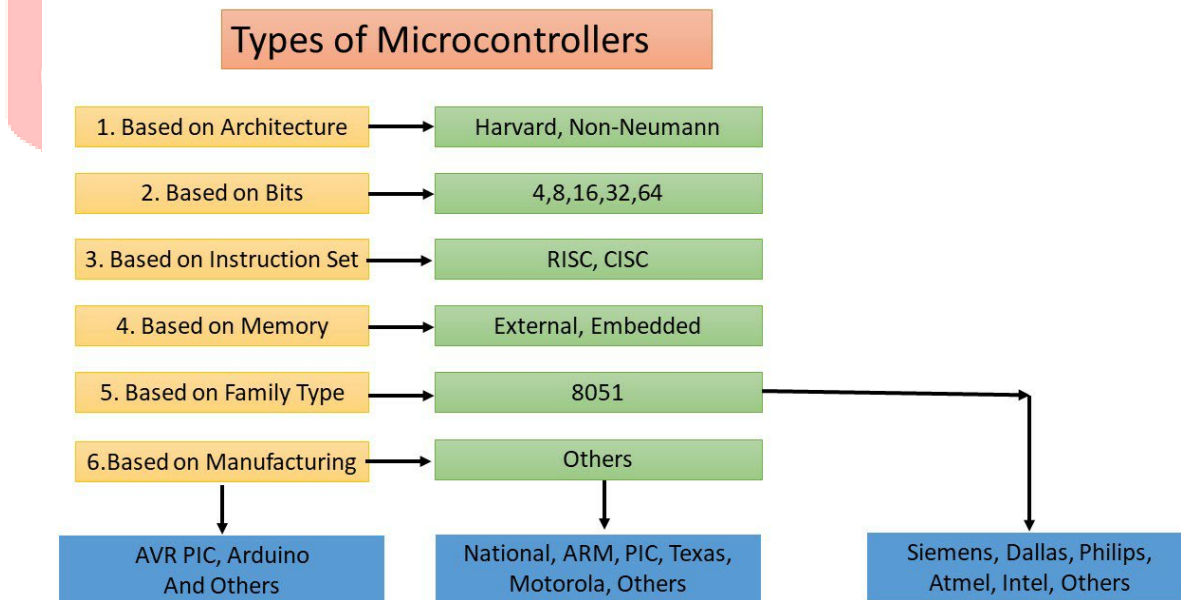 Types of Microcontrollers
1. Based on Architecture
Harvard, Non-Neumann
2. Based on Bits
4,8,16,32,64
3. Based on Instruction Set
RISC, CISC
4. Based on Memory
External, Embedded
5. Based on Family Type
8051
6.Based on Manufacturing
Others
AVR PIC, Arduino
And Others
National, ARM, PIC, Texas,
Motorola, Others
Siemens, Dallas, Philips,
Atmel, Intel, Others